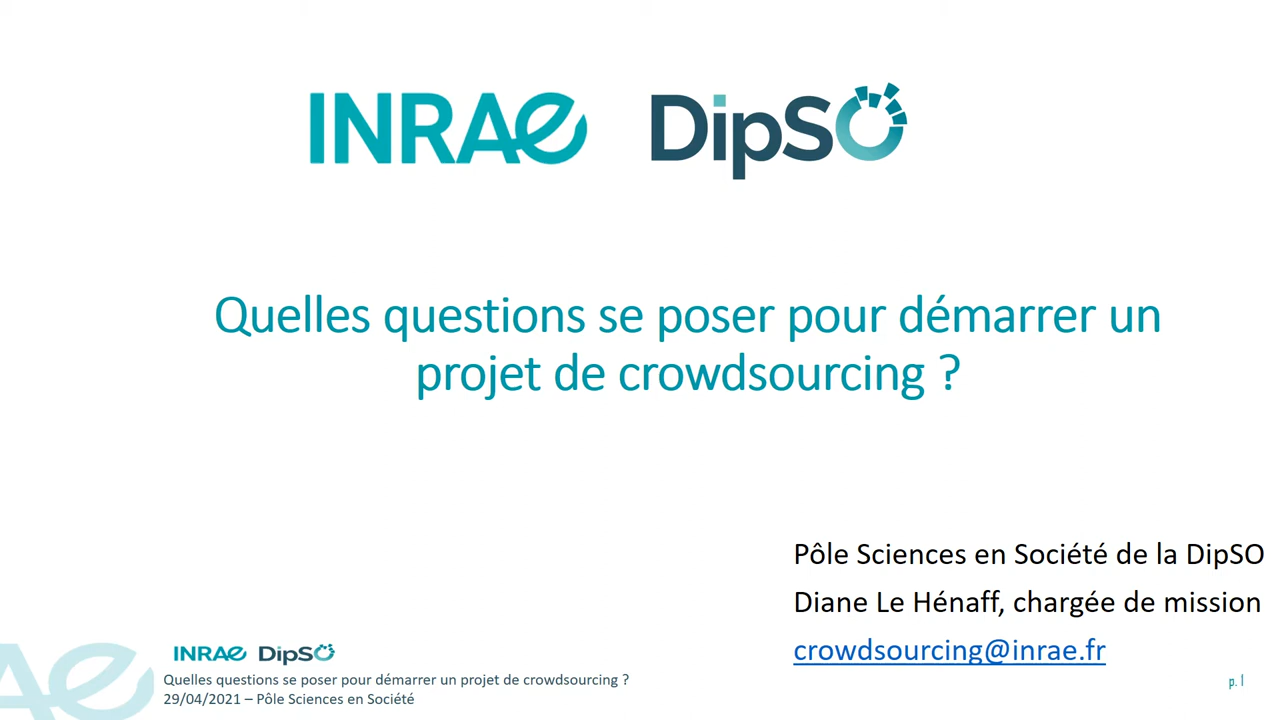 INRAE DipSO
Quelles questions se poser pour démarrer un
projet de crowdsourcing ?
Pôle Sciences en Société de la DipSO
Diane Le Hénaff, chargée de mission
crowdsourcing@inrae.fr
INRAE DipSO
Quelles questions se poser pour démarrer un projet de crowdsourcing ?
29/04/2021 – Pôle Sciences en Société
p. 1